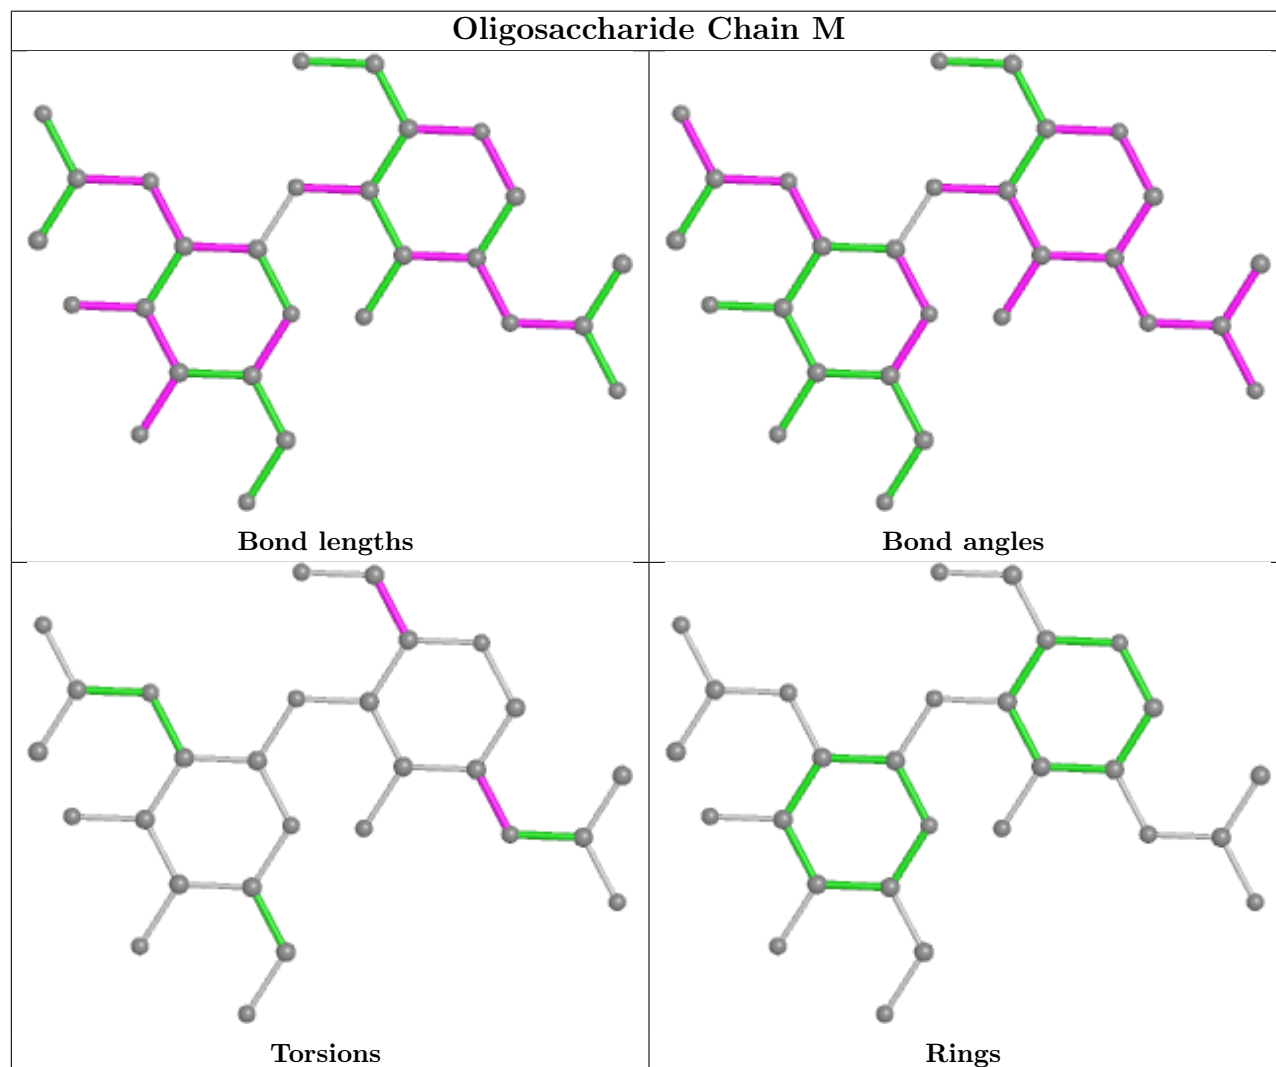 Oligosaccharide Chain M
Bond lengths
Bond angles
Torsions
Rings